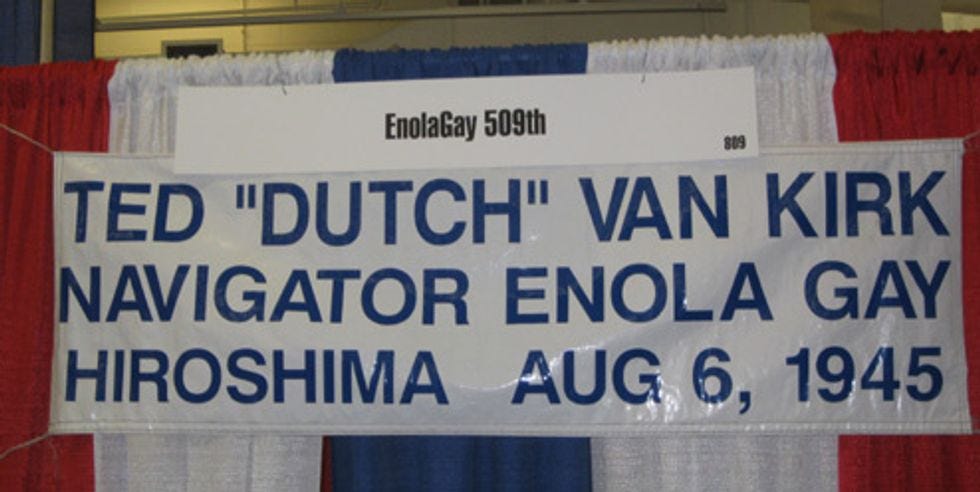 EnolaGay 509th
809
TED "DUTCH" VAN KIRK
NAVIGATOR ENOLA GAY
HIROSHIMA AUG 6, 1945